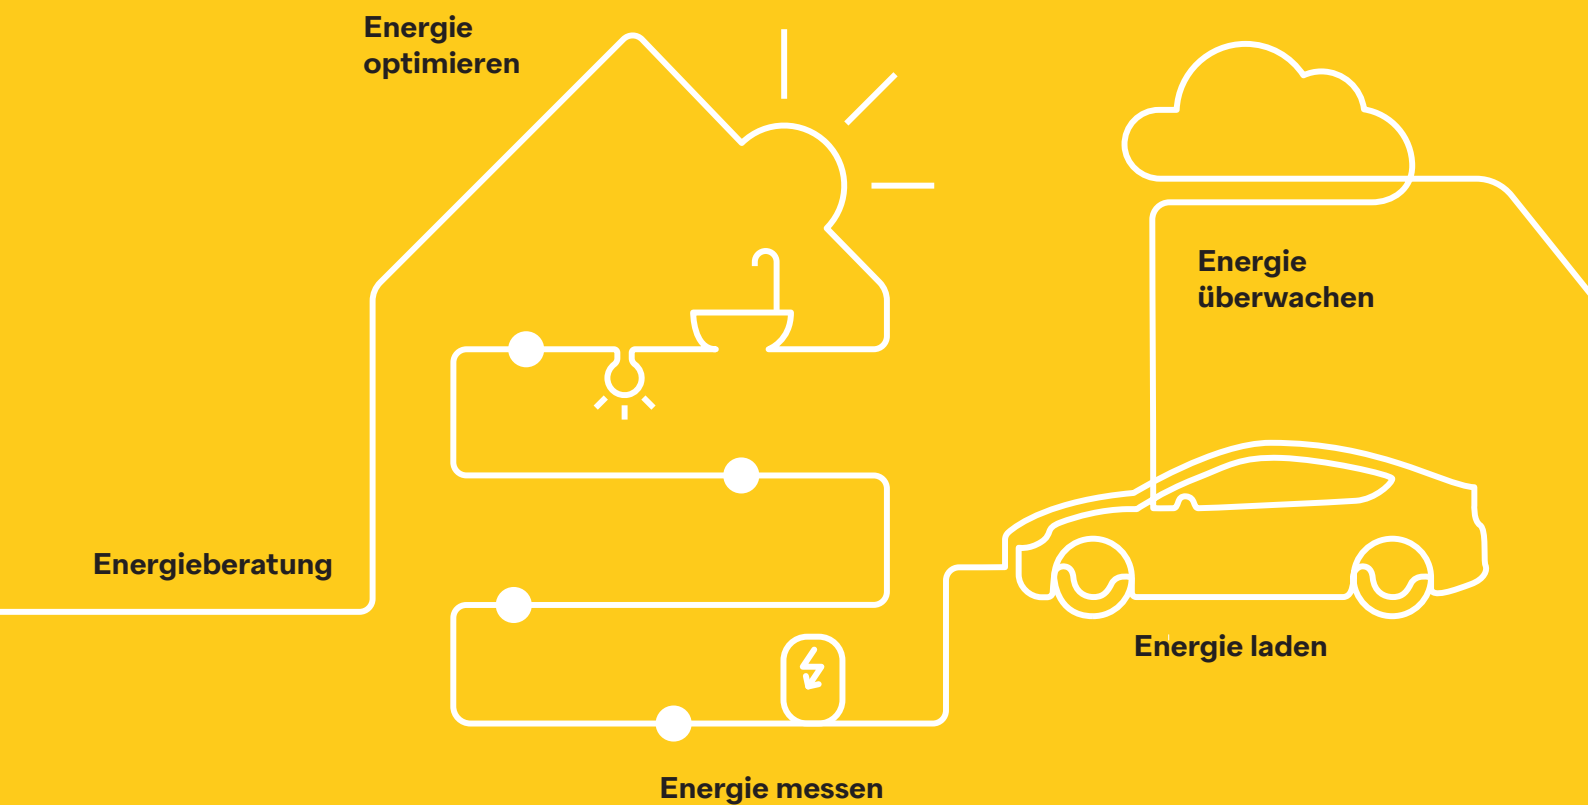 Energie
optimieren
Energie
überwachen
Energieberatung
Energie laden
Energie messen